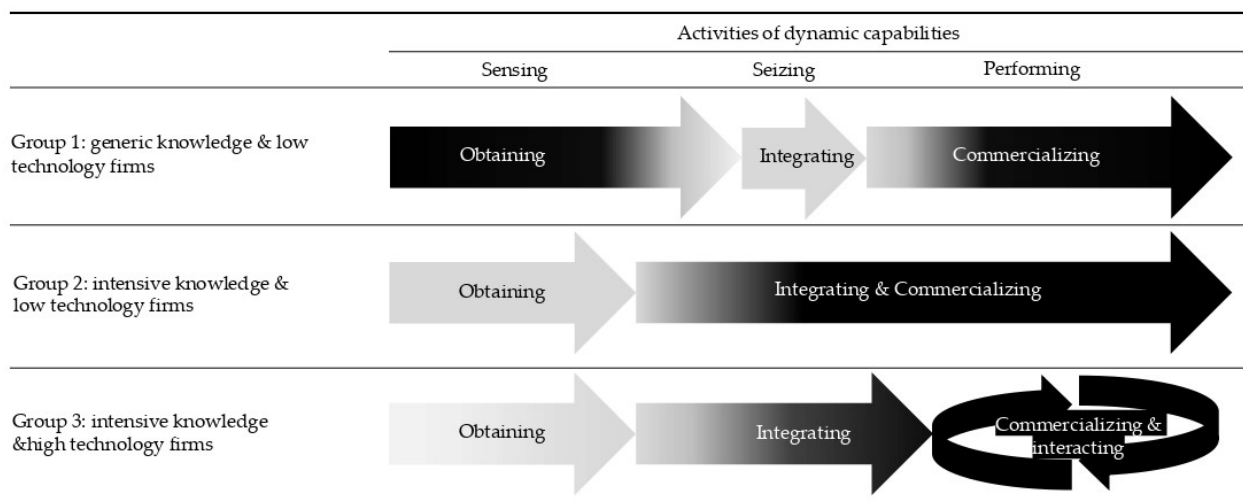 Activities of dynamic capabilities
Sensing Seizing Performing
Group 1: generic knowledge & low
technology firms
Obtaining
Integrating
Commercializing
Group 2: intensive knowledge &
low technology firms
Obtaining
Integrating & Commercializing
Group 3: intensive knowledge
&high technology firms
Obtaining
Integrating
Commercializing &
interacting